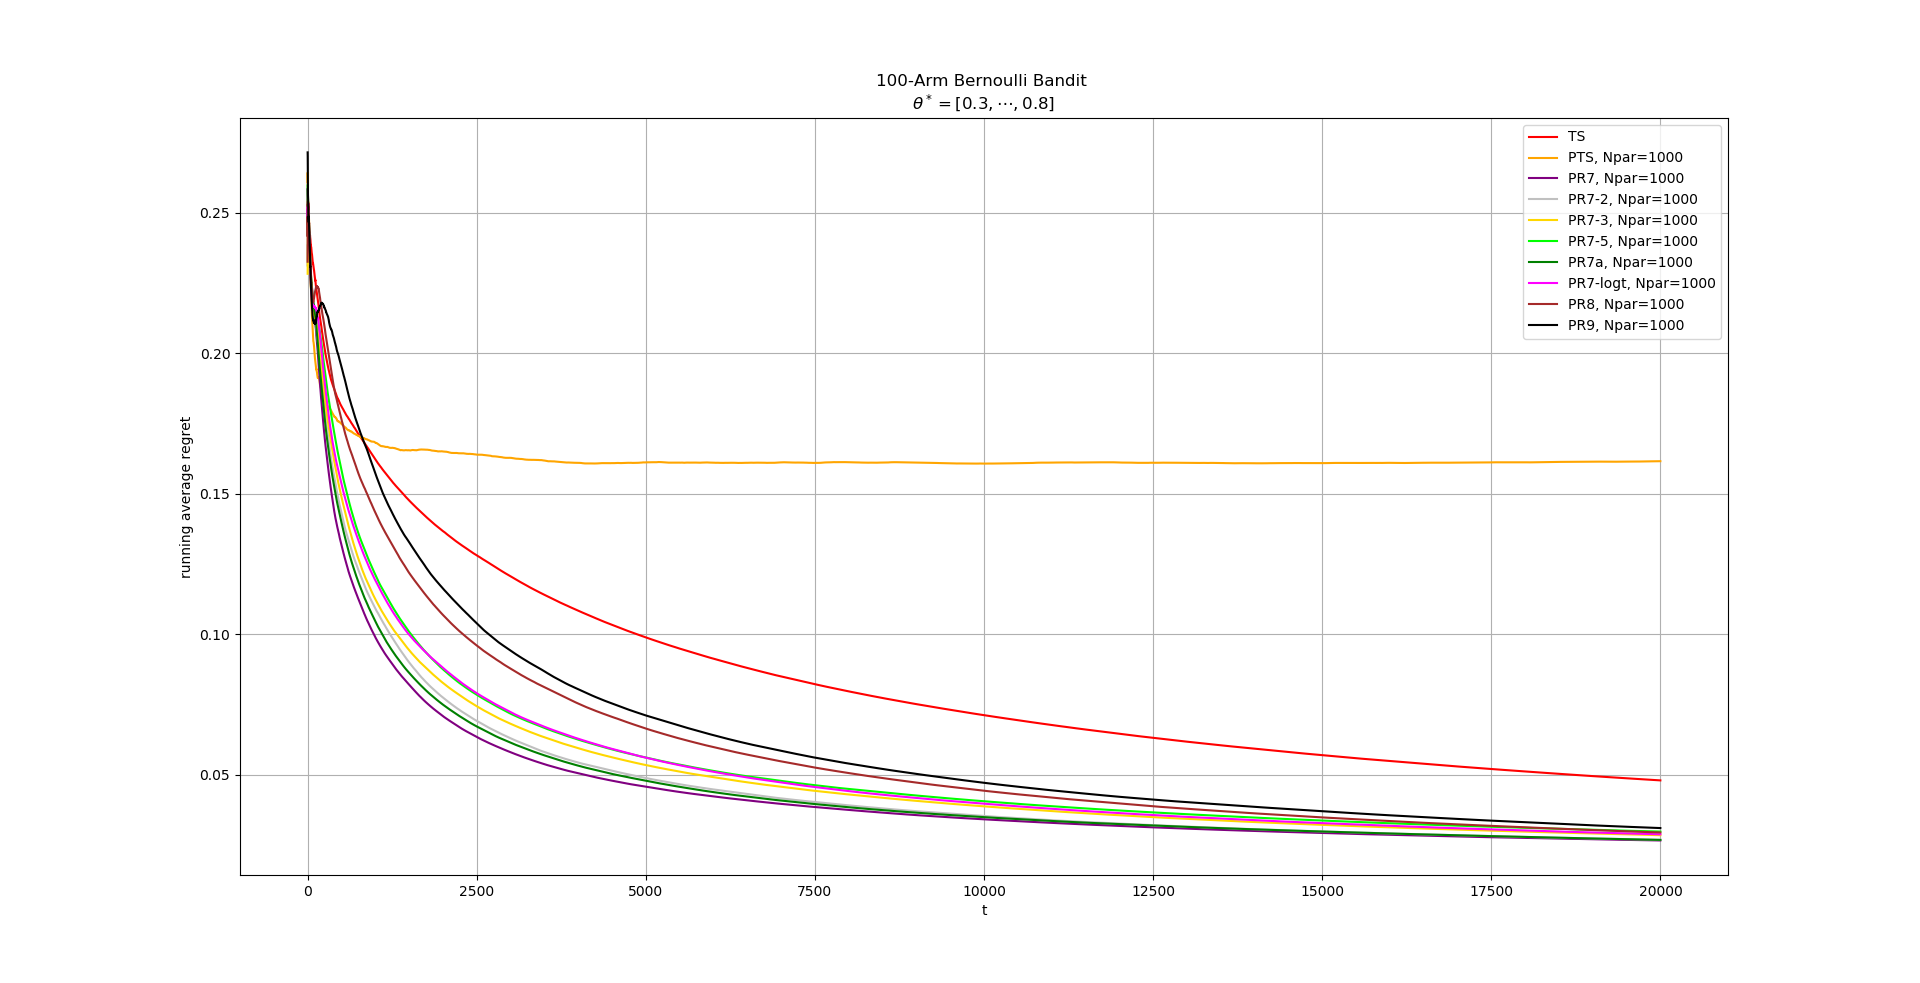 100-Arm Bernoulli Bandit
θ* = [0.3, ⋯, 0.8]
running average regret
0.25
0.20
0.15
0.10
0.05
TS
PTS, Npar=1000
PR7, Npar=1000
PR7-2, Npar=1000
PR7-3, Npar=1000
PR7-5, Npar=1000
PR7a, Npar=1000
PR7-logt, Npar=1000
PR8, Npar=1000
PR9, Npar=1000
0 2500 5000 7500 10000 12500 15000 17500 20000
t